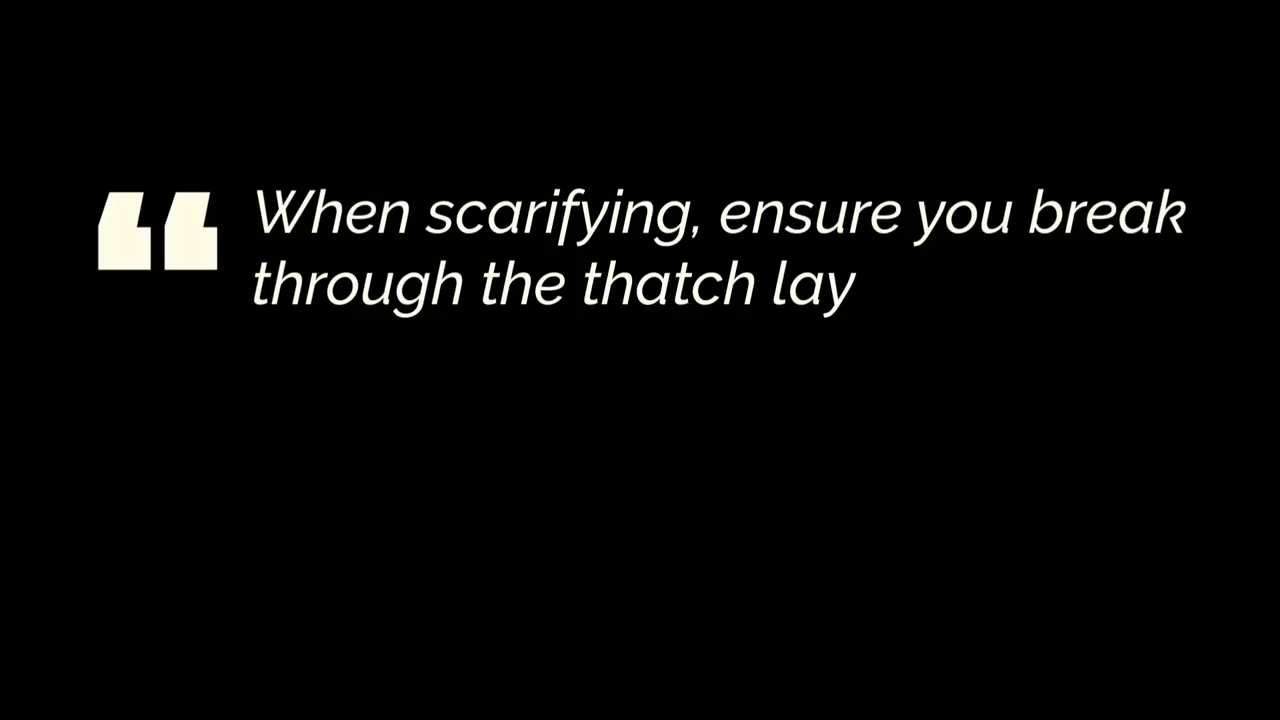 “ When scarifying, ensure you break
through the thatch lay